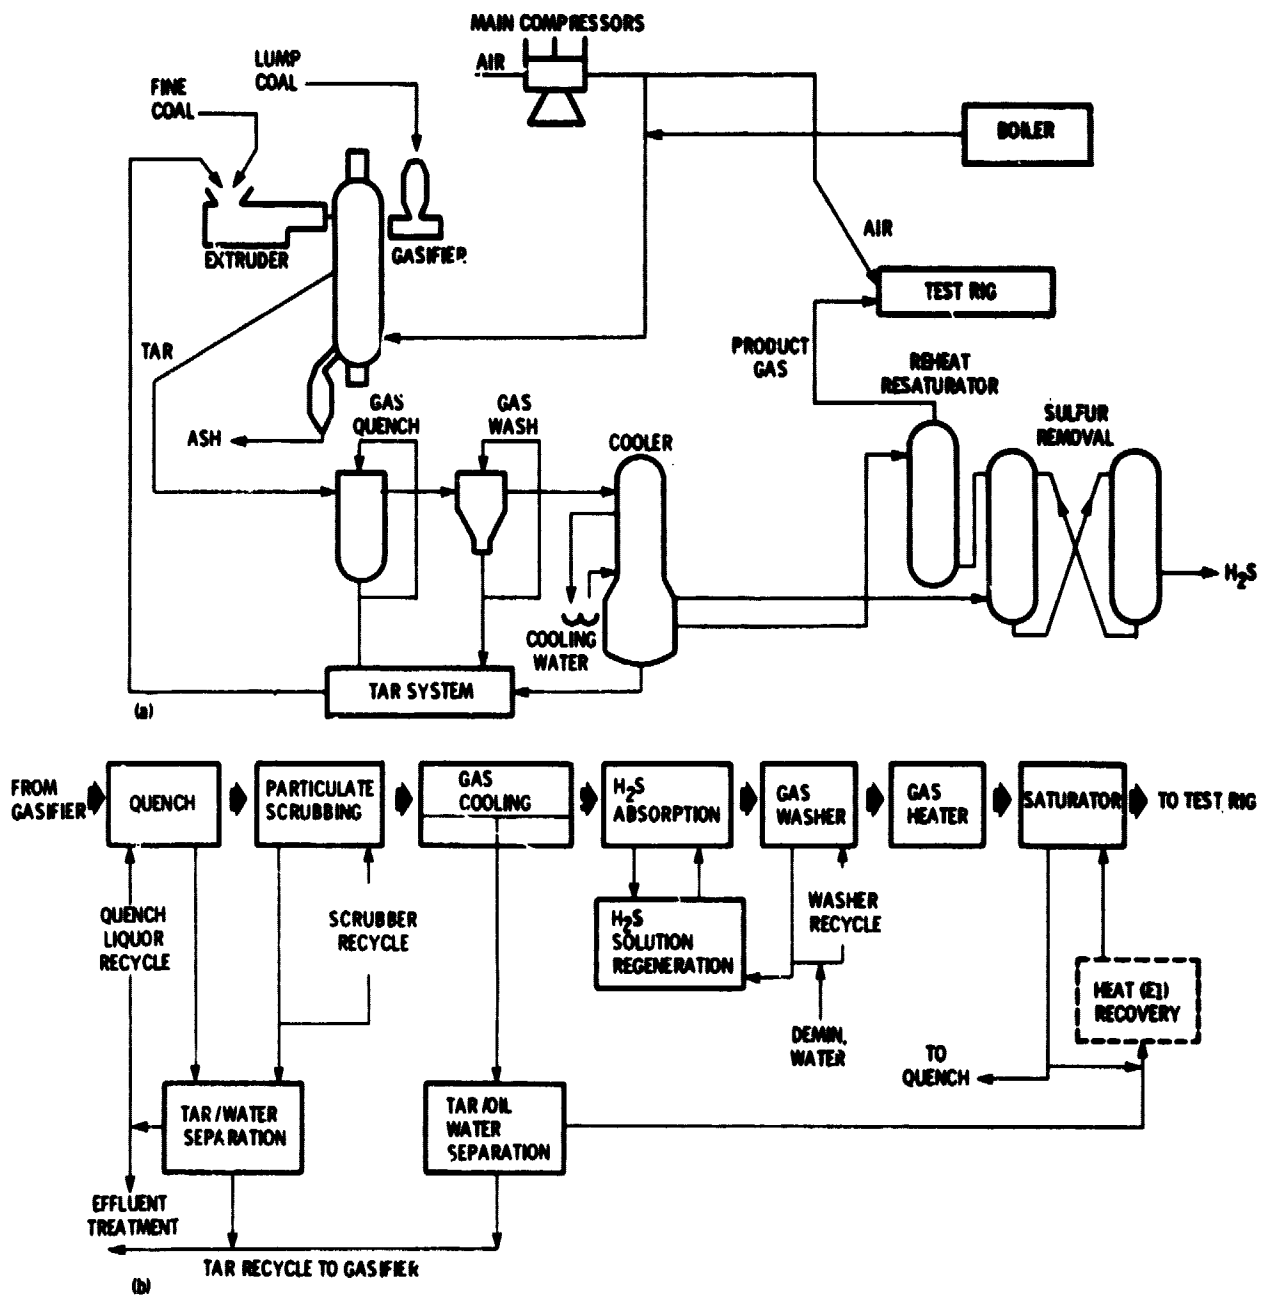 MAIN COMPRESSORS
AIR
LUMP
COAL
FINE
COAL
BOILER
EXTRUDER
GASIFIER
AIR
TEST RIG
TAR
PRODUCT
GAS
REHEAT
RESATURATOR
GAS
QUENCH
GAS
WASH
ASH
COOLER
SULFUR
REMOVAL
H2S
COOLING
WATER
TAR SYSTEM
(a)
FROM
GASIFIER
QUENCH
PARTICULATE
SCRUBBING
GAS
COOLING
H2S
ABSORPTION
GAS
WASHER
GAS
HEATER
SATURATOR
TO TEST RIG
QUENCH
LIQUOR
RECYCLE
SCRUBBER
RECYCLE
H2S
SOLUTION
REGENERATION
WASHER
RECYCLE
DEMIN.
WATER
HEAT (E1)
RECOVERY
TO
QUENCH
TAR/WATER
SEPARATION
TAR/OIL
WATER
SEPARATION
EFFLUENT
TREATMENT
TAR RECYCLE TO GASIFIER
(b)